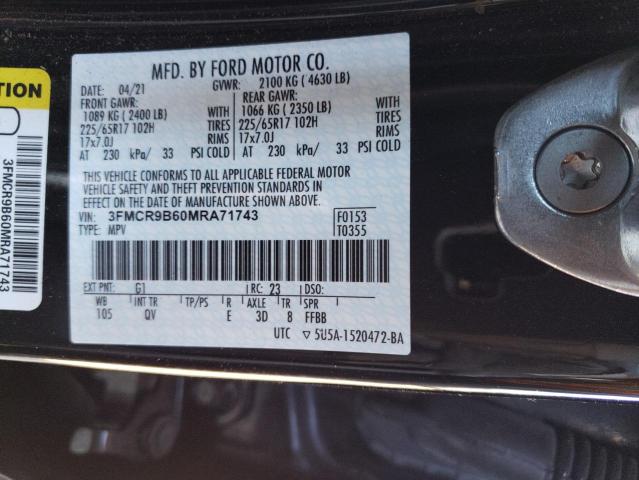 MFD. BY FORD MOTOR CO.
DATE: 04/21 GVWR: 2100 KG ( 4630 LB)
FRONT GAWR: REAR GAWR:
1089 KG ( 2400 LB) WITH 1066 KG ( 2350 LB) WITH
225/65R17 102H TIRES 225/65R17 102H TIRES
17x7.0J RIMS 17x7.0J RIMS
AT 230 kPa/ 33 PSI COLD AT 230 kPa/ 33 PSI COLD
THIS VEHICLE CONFORMS TO ALL APPLICABLE FEDERAL MOTOR
VEHICLE SAFETY AND THEFT PREVENTION STANDARDS IN
EFFECT ON THE DATE OF MANUFACTURE SHOWN ABOVE.
VIN: 3FMCR9B60MRA71743 F0153
TYPE: MPV T0355
EXT PNT: G1 RC: 23 DSO:
WB INT TR TP/PS R AXLE TR SPR
105 QV E 3D 8 FFBB
UTC ▽ 5U5A-1520472-BA
3FMCR9B60MRA71743